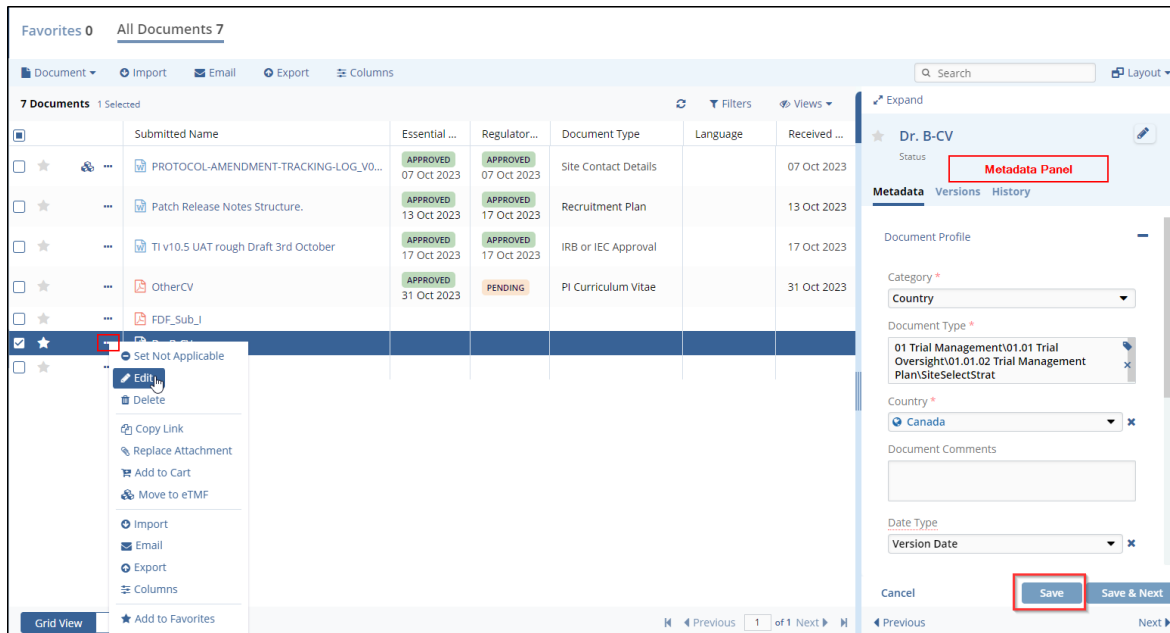 Favorites 0 All Documents 7
Document Import Email Export Columns Search Layout
7 Documents 1 Selected Filters Views
Submitted Name Essential ... Regulator... Document Type Language Received ...
PROTOCOL-AMENDMENT-TRACKING-LOG_V0... APPROVED 07 Oct 2023 APPROVED 07 Oct 2023 Site Contact Details 07 Oct 2023
Patch Release Notes Structure. APPROVED 13 Oct 2023 APPROVED 17 Oct 2023 Recruitment Plan 13 Oct 2023
TI v10.5 UAT rough Draft 3rd October APPROVED 17 Oct 2023 APPROVED 17 Oct 2023 IRB or IEC Approval 17 Oct 2023
OtherCV APPROVED 31 Oct 2023 PENDING PI Curriculum Vitae 31 Oct 2023
FDF_Sub_I
Set Not Applicable
Edit
Delete
Copy Link
Replace Attachment
Add to Cart
Move to eTMF
Import
Email
Export
Columns
Add to Favorites
Grid View
Previous 1 of 1 Next
Expand
Dr. B-CV
Status
Metadata Panel
Metadata Versions History
Document Profile
Category *
Country
Document Type *
01 Trial Management\01.01 Trial
Oversight\01.01.02 Trial Management
Plan\SiteSelectStrat
Country *
Canada
Document Comments
Date Type
Version Date
Cancel Save Save & Next
Previous Next